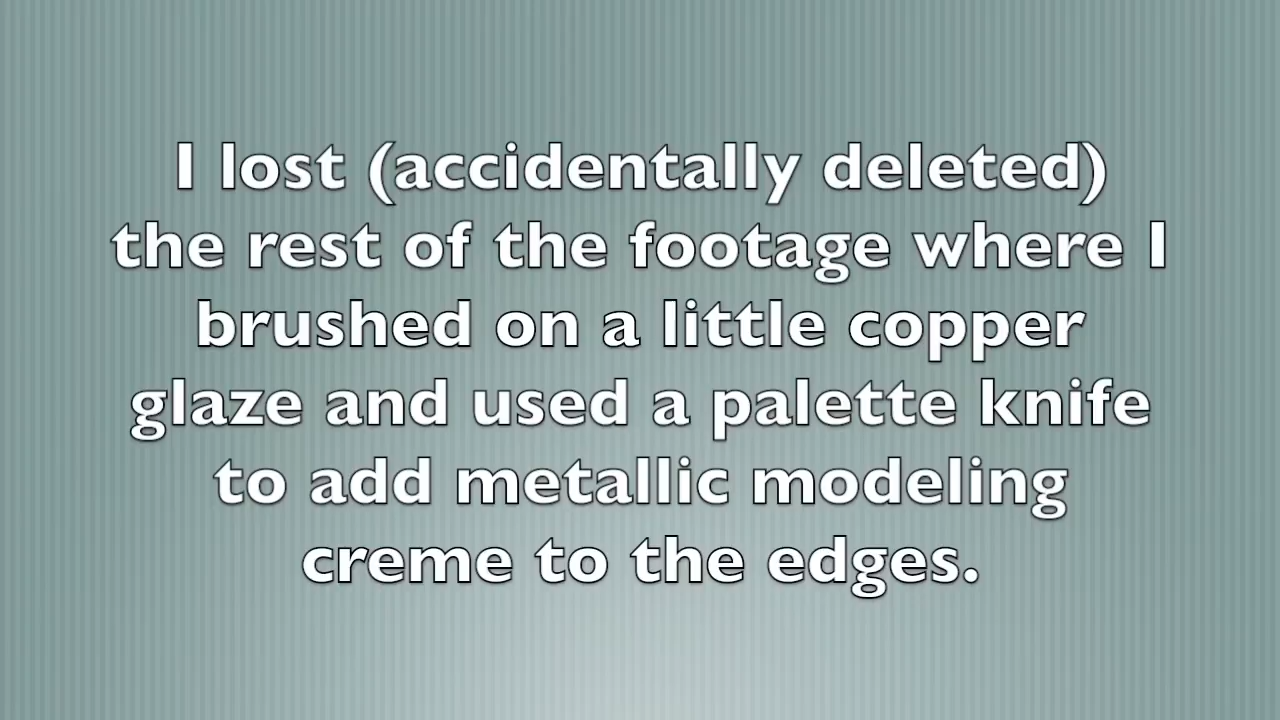 I lost (accidentally deleted)
the rest of the footage where I
brushed on a little copper
glaze and used a palette knife
to add metallic modeling
creme to the edges.